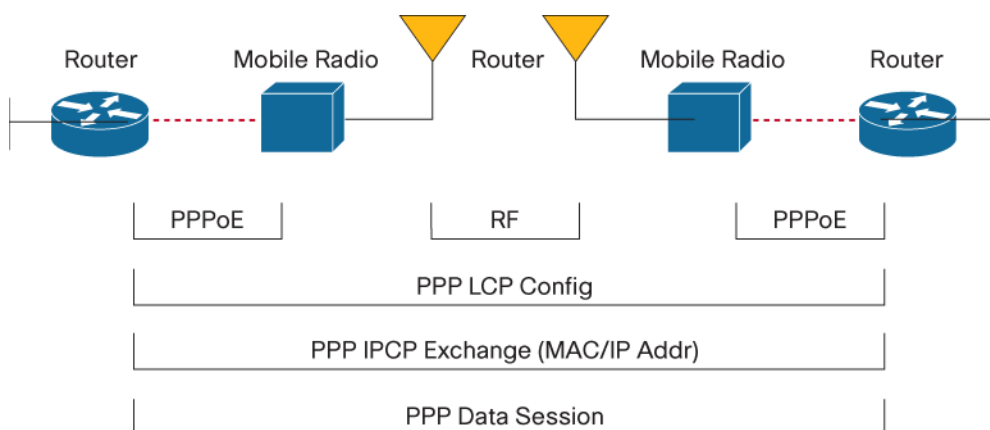 Router
Mobile Radio
Router
Mobile Radio
Router
PPPoE
RF
PPPoE
PPP LCP Config
PPP IPCP Exchange (MAC/IP Addr)
PPP Data Session